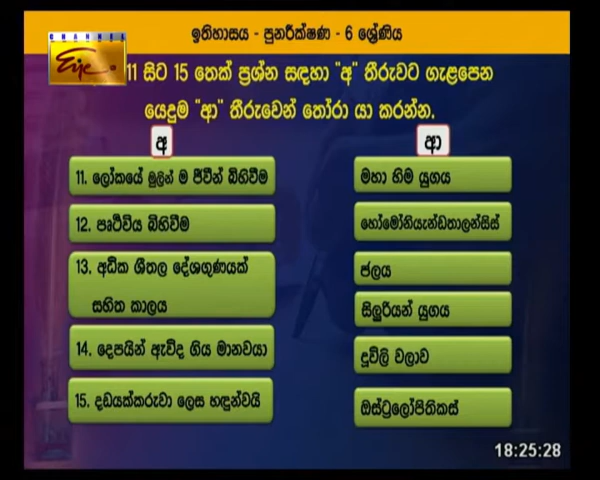 ඉතිහාසය - පුනරීක්ෂණ - 6 ශ්‍රේණිය
CHANNEL
Eye
11 සිට 15 තෙක් ප්‍රශ්න සඳහා "අ" තීරුවට ගැළපෙන
යෙදුම "ආ" තීරුවෙන් තෝරා යා කරන්න.
අ
ආ
11. ලෝකයේ මුලින් ම ජීවීන් බිහිවීම
මහා හිම යුගය
12. පෘථිවිය බිහිවීම
හෝමෝනියැන්ඩතාලන්සිස්
13. අධික ශීතල දේශගුණයක්
සහිත කාලය
ජලය
සිලූරියන් යුගය
14. දෙපයින් ඇවිද ගිය මානවයා
දූවිලි වලාව
15. දඩයක්කරුවා ලෙස හඳුන්වයි
ඔස්ට්‍රලෝපිතිකස්
18:25:28